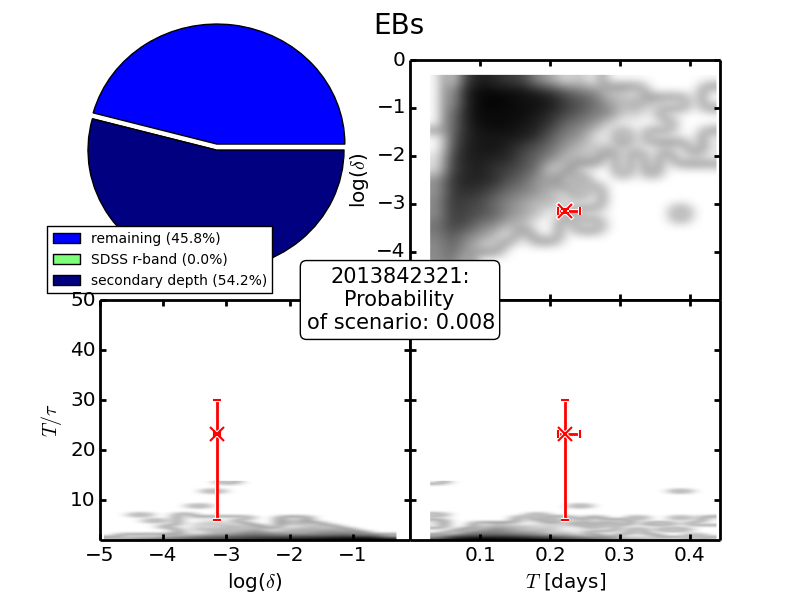 EBs
remaining (45.8%)
SDSS r-band (0.0%)
secondary depth (54.2%)
0
−1
−2
−3
−4
log(δ)
2013842321:
Probability
of scenario: 0.008
50
40
30
20
10
T/τ
−5 −4 −3 −2 −1
log(δ)
0.1 0.2 0.3 0.4
T [days]